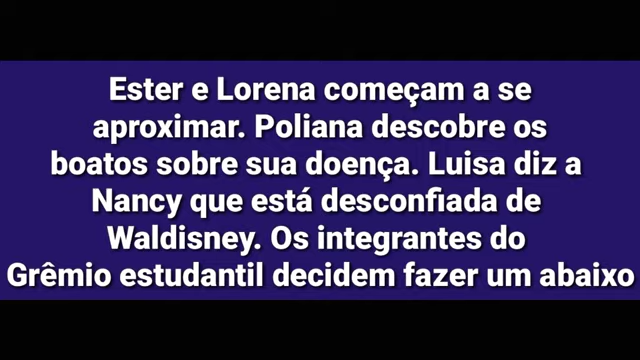 Ester e Lorena começam a se
aproximar. Poliana descobre os
boatos sobre sua doença. Luisa diz a
Nancy que está desconfiada de
Waldisney. Os integrantes do
Grêmio estudantil decidem fazer um abaixo